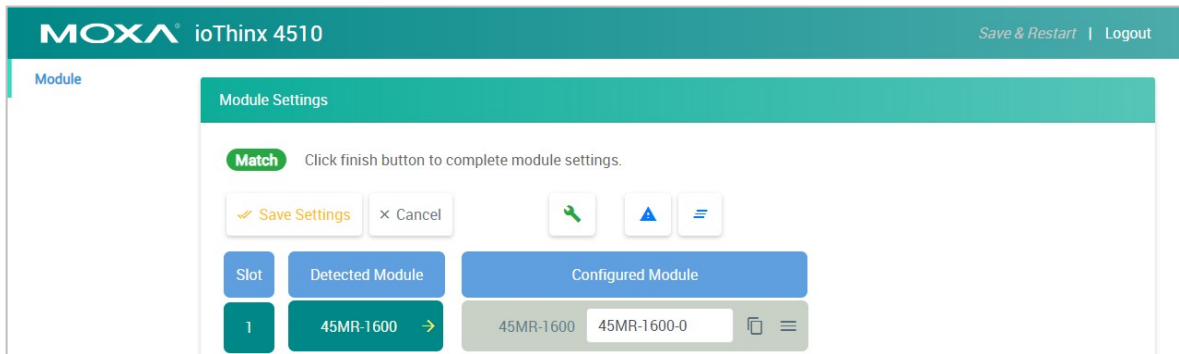 MOXA® ioThinx 4510 Save & Restart | Logout
Module
Module Settings
Match Click finish button to complete module settings.
Save Settings × Cancel
Slot Detected Module Configured Module
1 45MR-1600 → 45MR-1600 45MR-1600-0